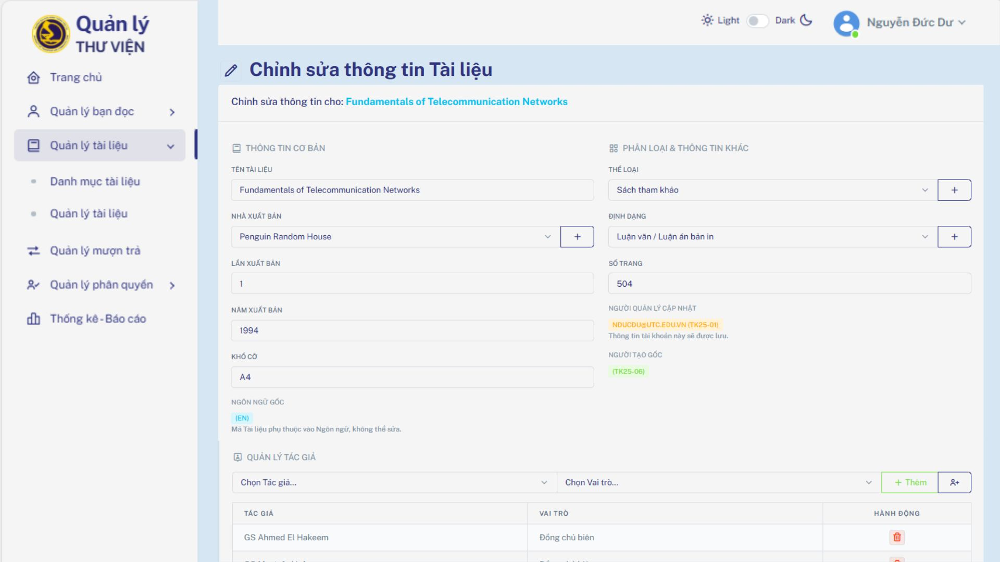 Quản lý
THƯ VIỆN
Trang chủ
Quản lý bạn đọc
Quản lý tài liệu
Danh mục tài liệu
Quản lý tài liệu
Quản lý mượn trả
Quản lý phân quyền
Thống kê - Báo cáo
Light
Dark
Nguyễn Đức Dư
Chỉnh sửa thông tin Tài liệu
Chỉnh sửa thông tin cho: Fundamentals of Telecommunication Networks
THÔNG TIN CƠ BẢN
TÊN TÀI LIỆU
Fundamentals of Telecommunication Networks
NHÀ XUẤT BẢN
Penguin Random House
+
LẦN XUẤT BẢN
1
NĂM XUẤT BẢN
1994
KHỔ CỠ
A4
NGÔN NGỮ GỐC
(EN)
Mã Tài liệu phụ thuộc vào Ngôn ngữ, không thể sửa.
PHÂN LOẠI & THÔNG TIN KHÁC
THỂ LOẠI
Sách tham khảo
+
ĐỊNH DẠNG
Luận văn / Luận án bản in
+
SỐ TRANG
504
NGƯỜI QUẢN LÝ CẬP NHẬT
NDUCDU@UTC.EDU.VN (TK25-01)
Thông tin tài khoản này sẽ được lưu.
NGƯỜI TẠO GỐC
(TK25-06)
QUẢN LÝ TÁC GIẢ
Chọn Tác giả...
Chọn Vai trò...
+ Thêm
TÁC GIẢ
VAI TRÒ
HÀNH ĐỘNG
GS Ahmed El Hakeem
Đồng chủ biên